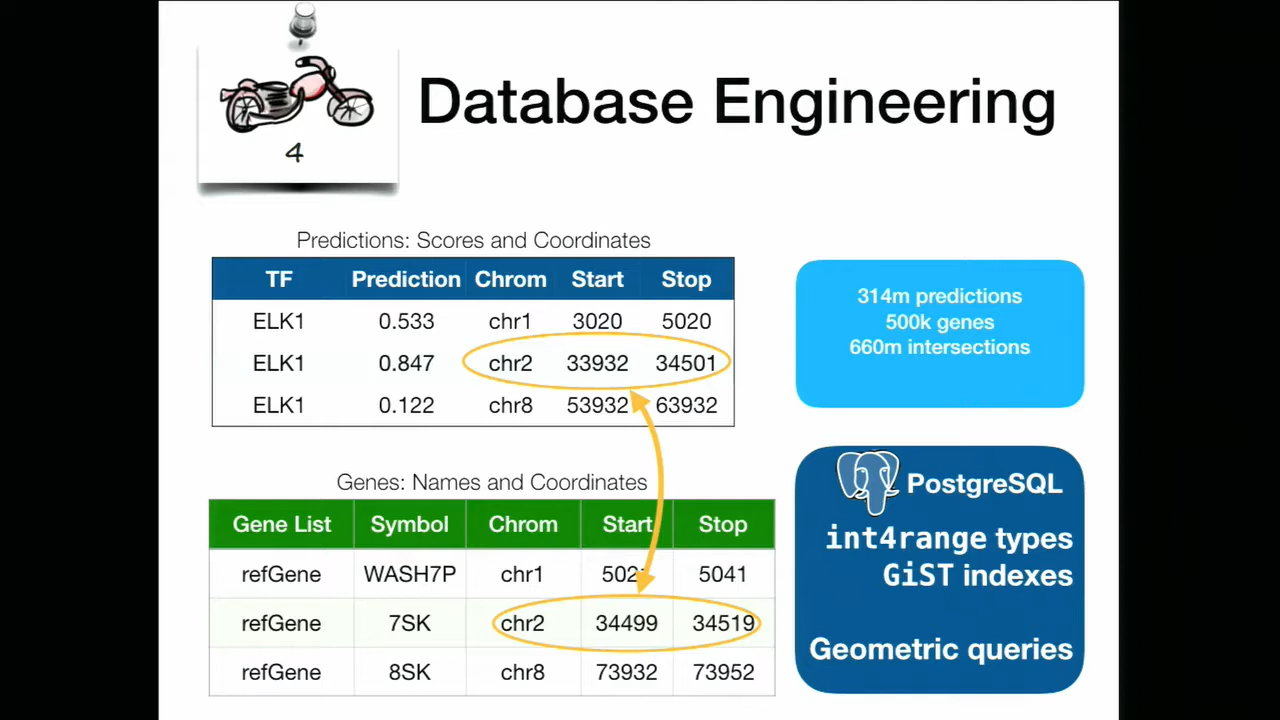 4
Database Engineering
Predictions: Scores and Coordinates
TF Prediction Chrom Start Stop
ELK1 0.533 chr1 3020 5020
ELK1 0.847 chr2 33932 34501
ELK1 0.122 chr8 53932 63932
314m predictions
500k genes
660m intersections
Genes: Names and Coordinates
Gene List Symbol Chrom Start Stop
refGene WASH7P chr1 5041
refGene 7SK chr2 34499 34519
refGene 8SK chr8 73932 73952
PostgreSQL
int4range types
GiST indexes
Geometric queries